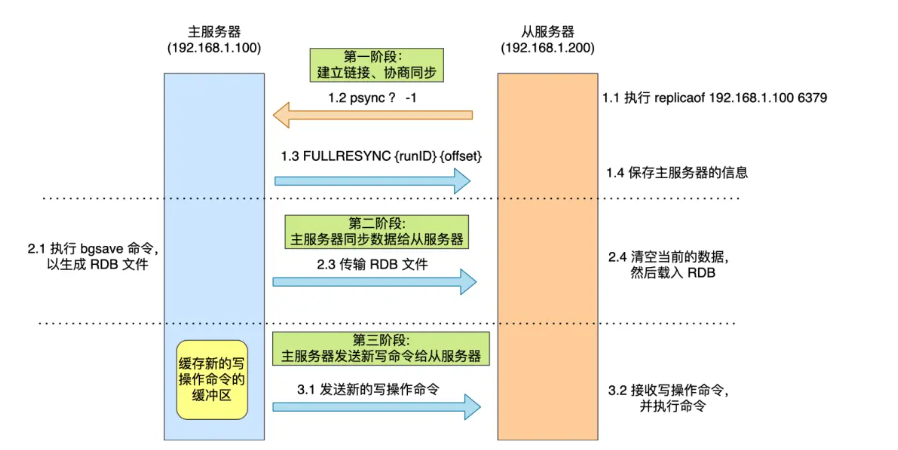 主服务器
(192.168.1.100)
从服务器
(192.168.1.200)
第一阶段：
建立链接、协商同步
1.1 执行 replicaof 192.168.1.100 6379
1.2 psync ？ -1
1.3 FULLRESYNC {runID} {offset}
1.4 保存主服务器的信息
第二阶段:
主服务器同步数据给从服务器
2.1 执行 bgsave 命令,
以生成 RDB 文件
2.3 传输 RDB 文件
2.4 清空当前的数据,
然后载入 RDB
第三阶段:
主服务器发送新写命令给从服务器
缓存新的写
操作命令的
缓冲区
3.1 发送新的写操作命令
3.2 接收写操作命令,
并执行命令